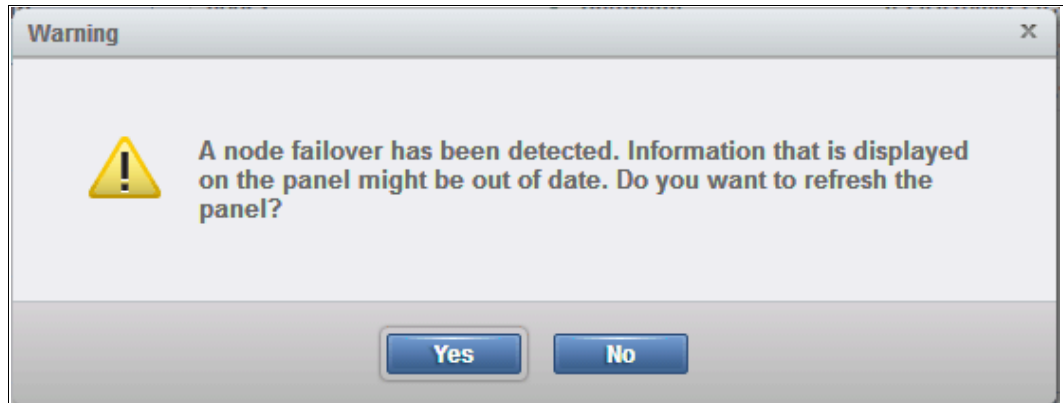 Warning
x
A node failover has been detected. Information that is displayed
on the panel might be out of date. Do you want to refresh the
panel?
Yes
No